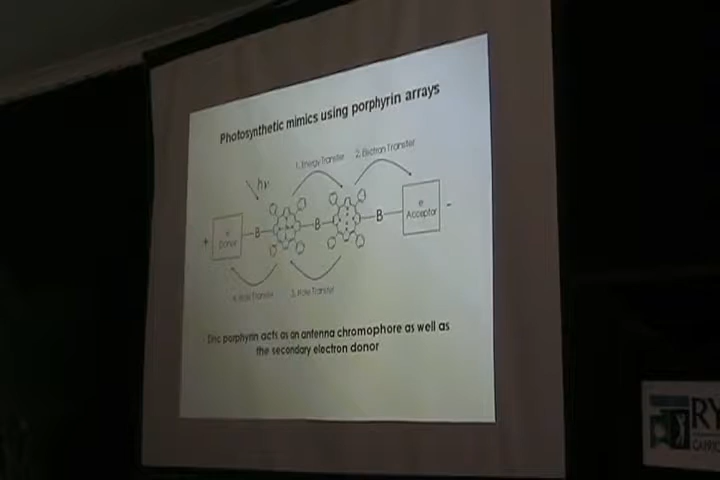 Photosynthetic mimics using porphyrin arrays
1. Energy Transfer
2. Electron Transfer
hν
+
e
Donor
B
B
B
e
Acceptor
-
4. Hole Transfer
3. Hole Transfer
Zinc porphyrin acts as an antenna chromophore as well as
the secondary electron donor
RY